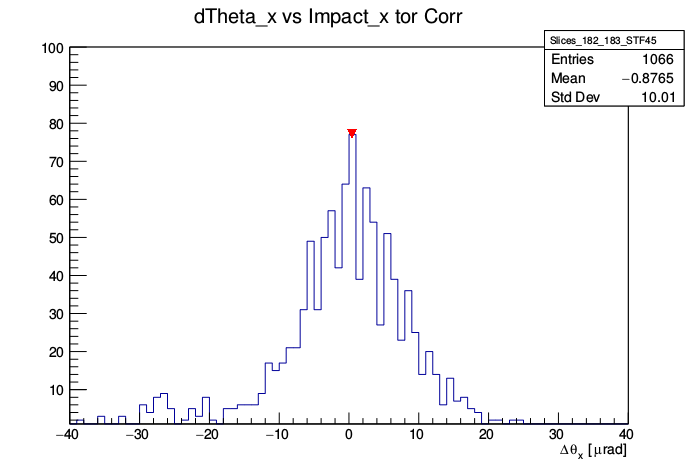 dTheta_x vs Impact_x tor Corr
Slices_182_183_STF45
Entries 1066
Mean −0.8765
Std Dev 10.01
100
90
80
70
60
50
40
30
20
10
−40 −30 −20 −10 0 10 20 30 40
Δθx [μrad]